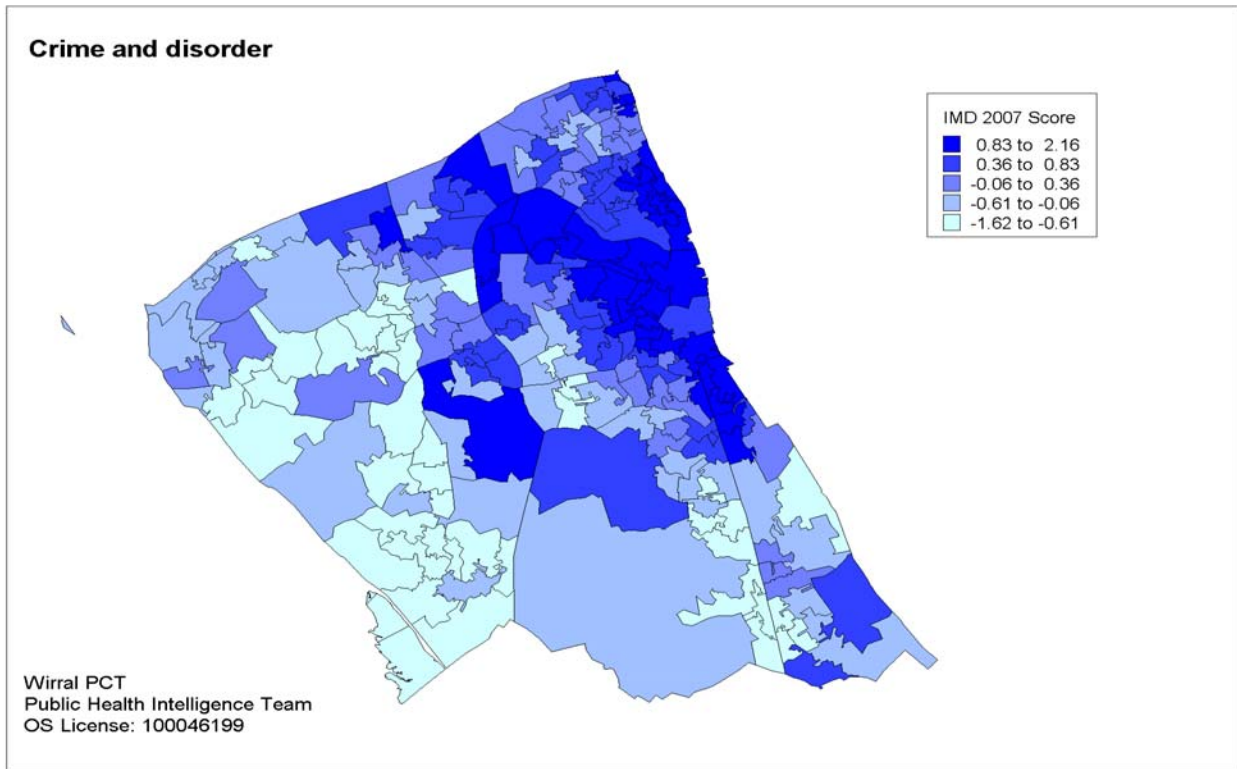 Crime and disorder
IMD 2007 Score
0.83 to 2.16
0.36 to 0.83
-0.06 to 0.36
-0.61 to -0.06
-1.62 to -0.61
Wirral PCT
Public Health Intelligence Team
OS License: 100046199